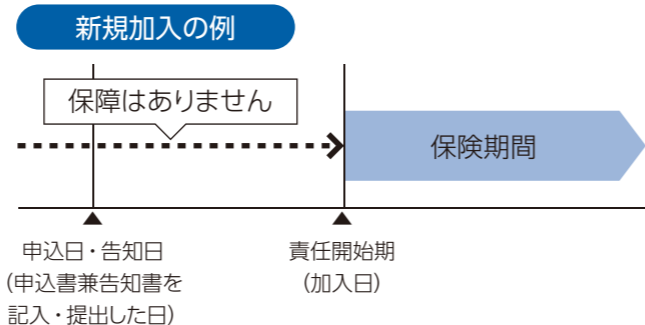 新規加入の例
保障はありません
保険期間
申込日・告知日
(申込書兼告知書を
記入・提出した日)
責任開始期
(加入日)